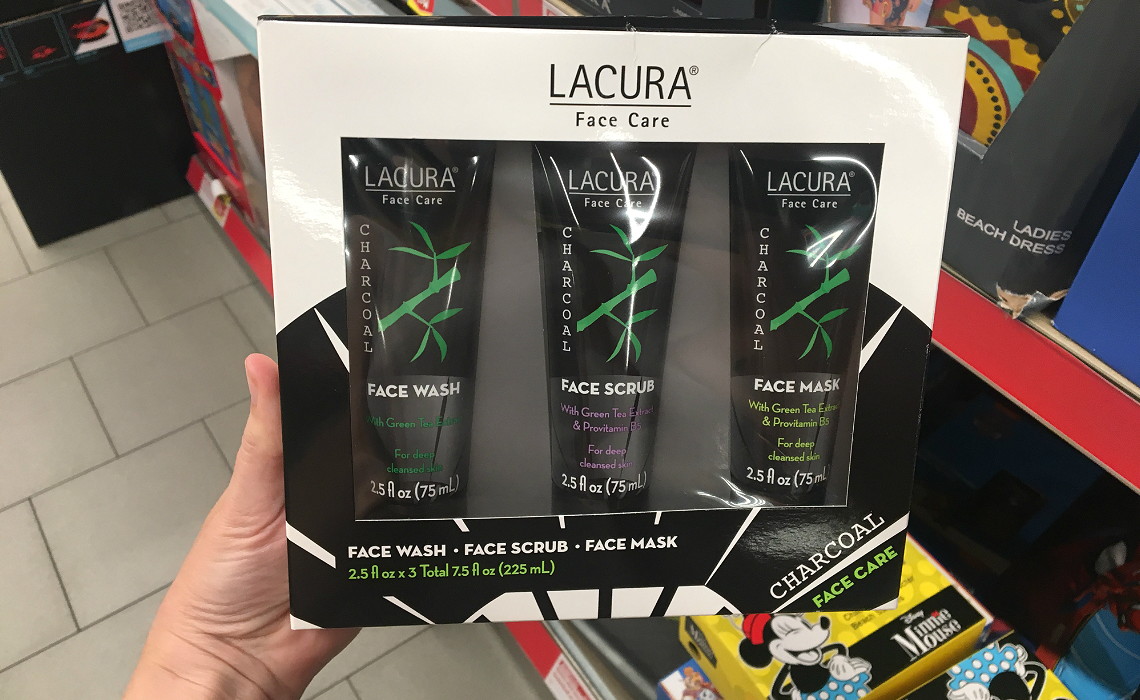 LACURA®
Face Care
LACURA®
Face Care
CHARCOAL
FACE WASH
With Green Tea Extract
For deep
cleansed skin
2.5 fl oz (75 mL)
LACURA
Face Care
CHARCOAL
FACE SCRUB
With Green Tea Extract
& Provitamin B5
For deep
cleansed skin
2.5 fl oz (75 mL)
LACURA®
Face Care
CHARCOAL
FACE MASK
With Green Tea Extract
& Provitamin B5
For deep
cleansed skin
2.5 fl oz (75 mL)
FACE WASH • FACE SCRUB • FACE MASK
2.5 fl oz x 3 Total 7.5 fl oz (225 mL)
CHARCOAL
FACE CARE
LADIES
BEACH DRESS
Disney
Minnie
Mouse